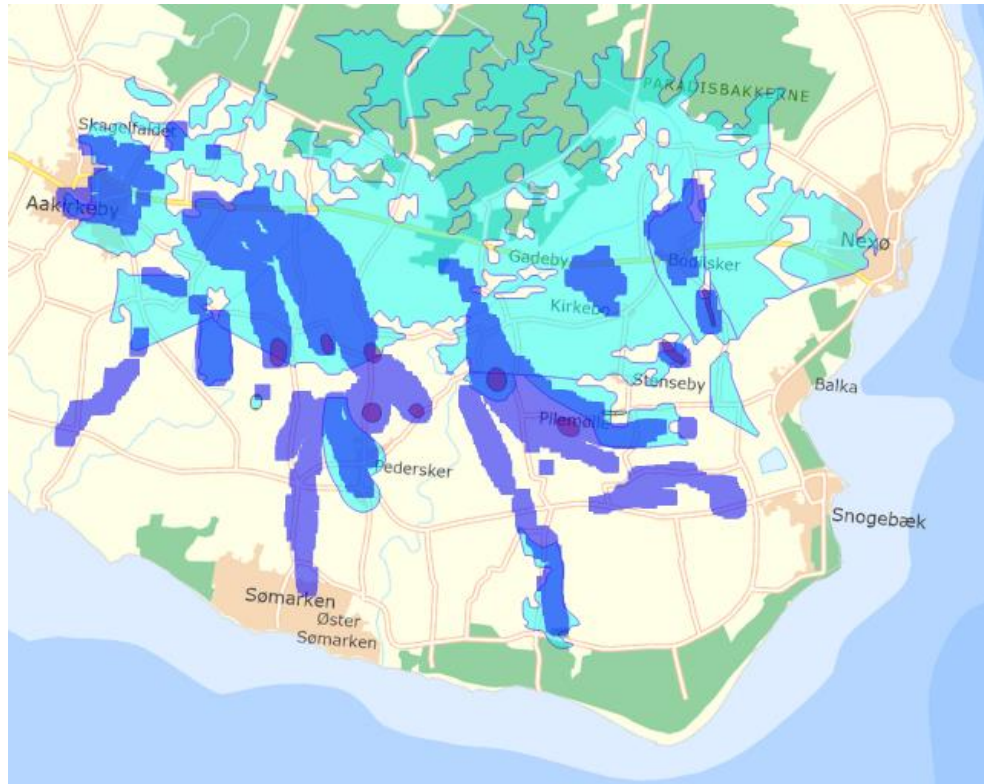 PARADISBAKKERNE
Skagelfalder
Aakirkeby
Nexø
Gadeby
Bodilsker
Kirkebo
Stenseby
Balka
Pilemølle
Pedersker
Snogebæk
Sømarken
Øster
Sømarken